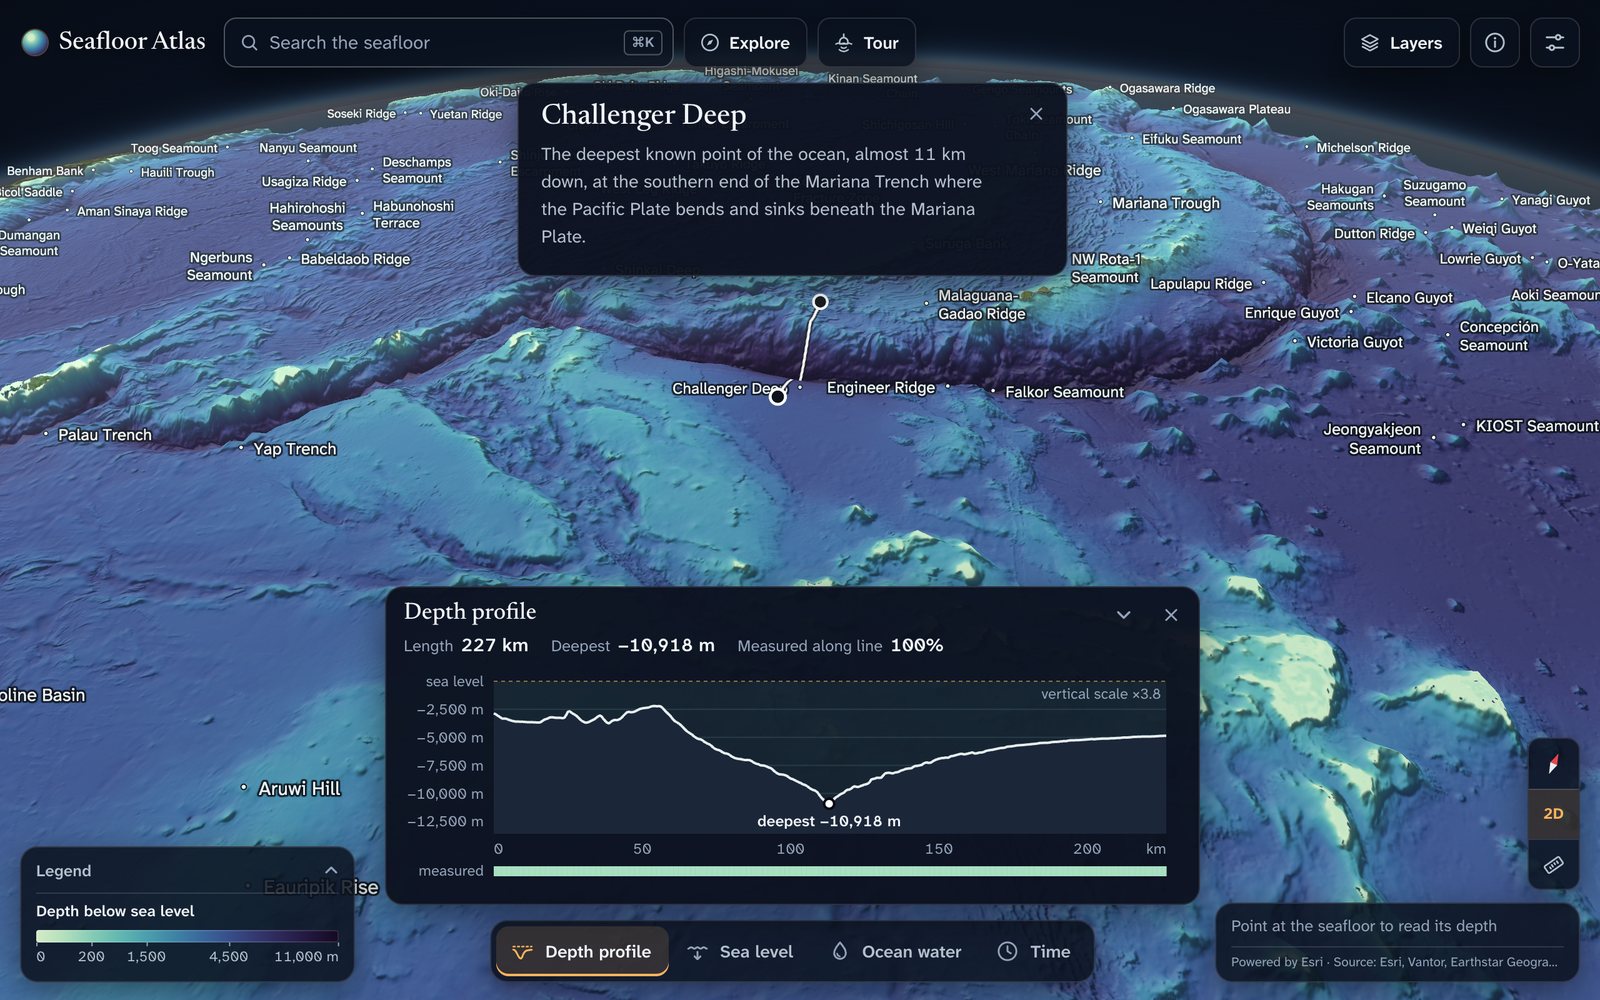 Seafloor Atlas
Search the seafloor
⌘K
Explore
Tour
Layers
Higashi-Mokusei
Kinan Seamount
Ogasawara Ridge
Ogasawara Plateau
Soseki Ridge
Yuetan Ridge
Eifuku Seamount
Michelson Ridge
Toog Seamount
Nanyu Seamount
Deschamps
Seamount
Benham Bank
Hauili Trough
Usagiza Ridge
Hakugan
Seamounts
Suzugamo
Seamount
Yanagi Guyot
Aman Sinaya Ridge
Hahirohoshi
Seamounts
Habunohoshi
Terrace
Mariana Trough
Dutton Ridge
Weiqi Guyot
Dumangan
Seamount
Ngerbuns
Seamount
Babeldaob Ridge
NW Rota-1
Seamount
Lapulapu Ridge
Lowrie Guyot
O-Yata
Challenger Deep
The deepest known point of the ocean, almost 11 km
down, at the southern end of the Mariana Trench where
the Pacific Plate bends and sinks beneath the Mariana
Plate.
Malaguana-
Gadao Ridge
Elcano Guyot
Aoki Seamoun
Enrique Guyot
Concepción
Seamount
Victoria Guyot
Challenger Deep
Engineer Ridge
Falkor Seamount
Palau Trench
Yap Trench
Jeongyakjeon
Seamount
KIOST Seamount
oline Basin
Aruwi Hill
Eauripik Rise
Depth profile
Length 227 km
Deepest −10,918 m
Measured along line 100%
sea level
vertical scale ×3.8
−2,500 m
−5,000 m
−7,500 m
−10,000 m
−12,500 m
deepest −10,918 m
0 50 100 150 200 km
measured
2D
Legend
Depth below sea level
0 200 1,500 4,500 11,000 m
Depth profile
Sea level
Ocean water
Time
Point at the seafloor to read its depth
Powered by Esri · Source: Esri, Vantor, Earthstar Geogra...